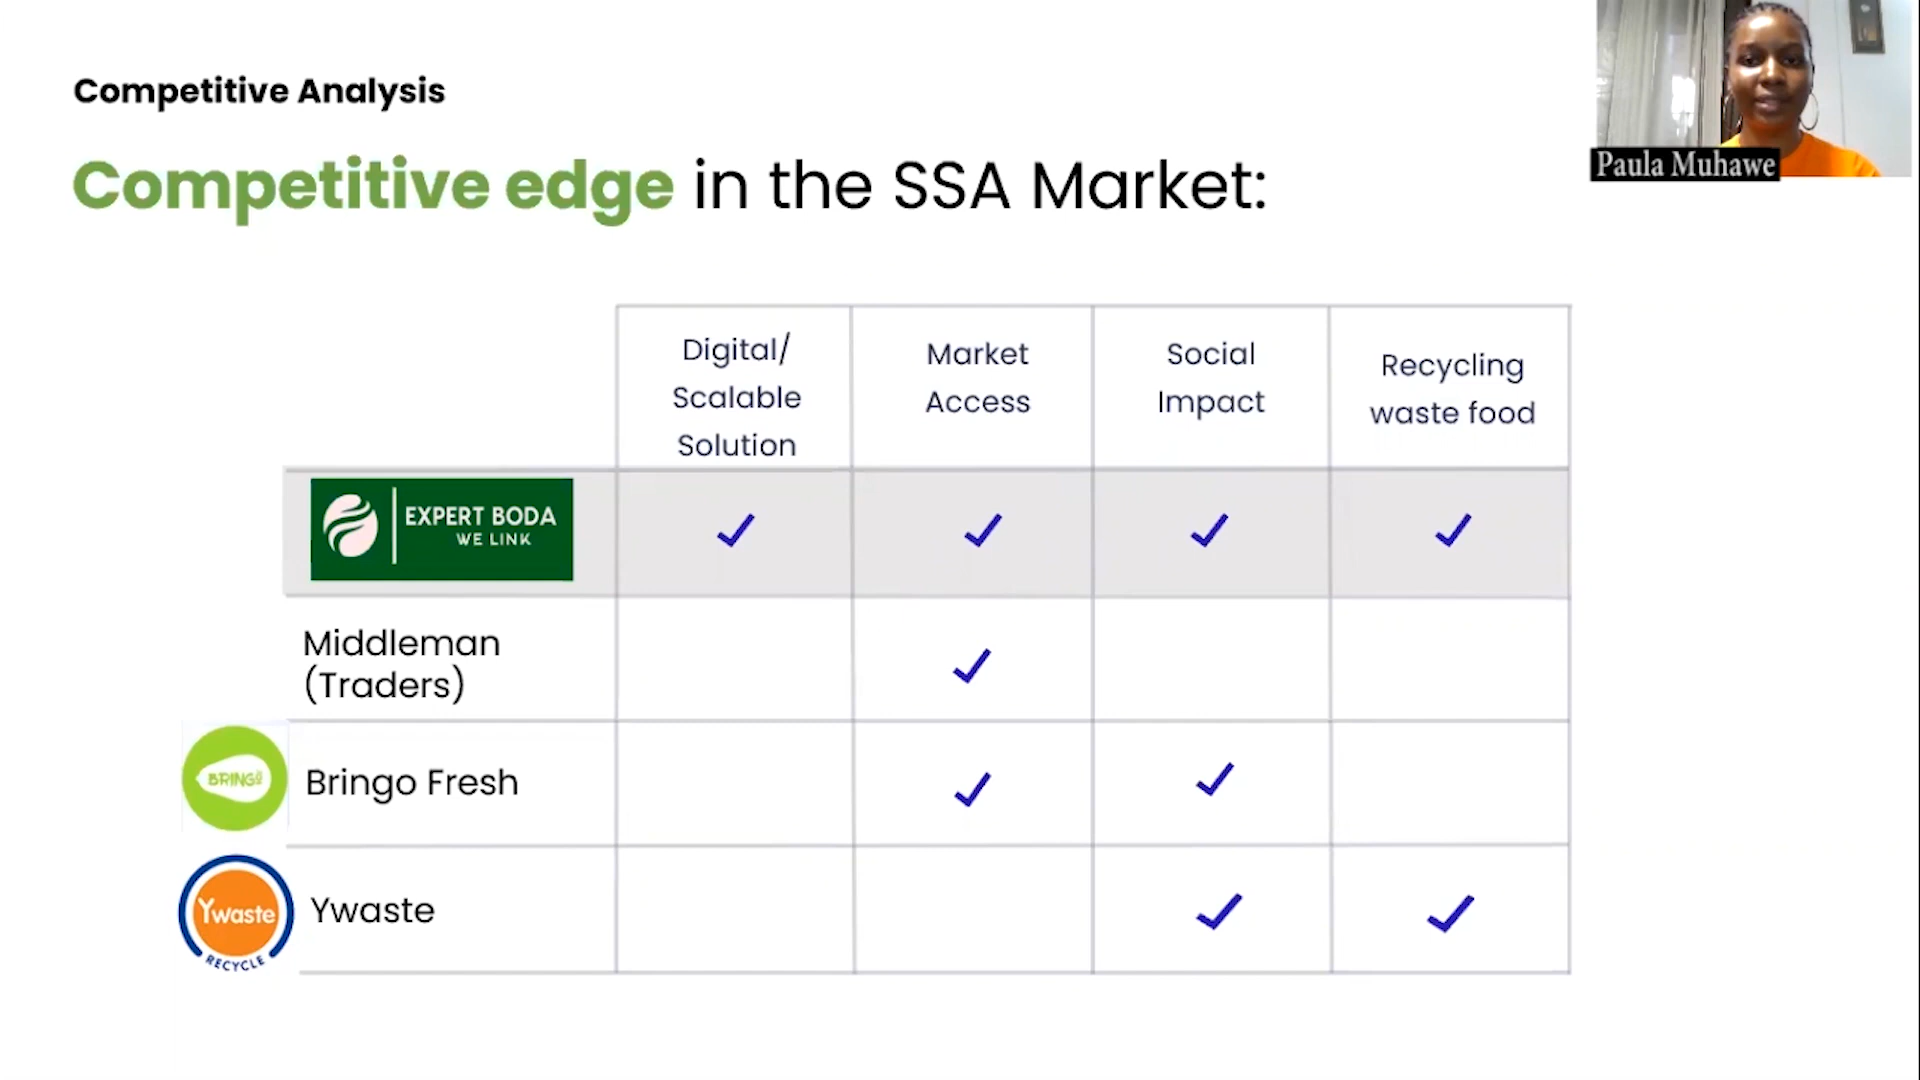 Competitive Analysis
Paula Muhawe
Competitive edge in the SSA Market:
Digital/
Scalable
Solution
Market
Access
Social
Impact
Recycling
waste food
EXPERT BODA
WE LINK
Middleman
(Traders)
BRINGO
Bringo Fresh
Ywaste
RECYCLE
Ywaste